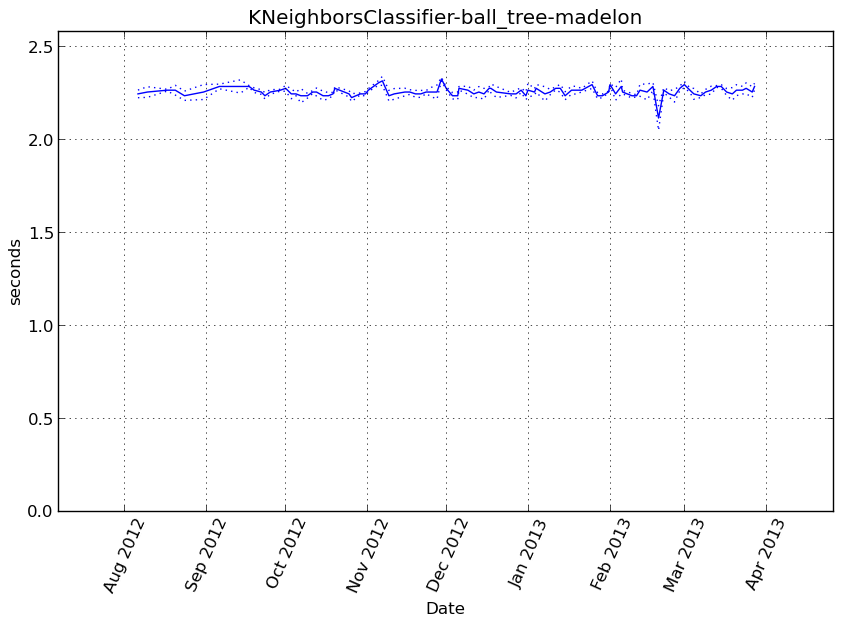 KNeighborsClassifier-ball_tree-madelon
2.5
2.0
1.5
1.0
0.5
0.0
seconds
Aug 2012
Sep 2012
Oct 2012
Nov 2012
Dec 2012
Jan 2013
Feb 2013
Mar 2013
Apr 2013
Date